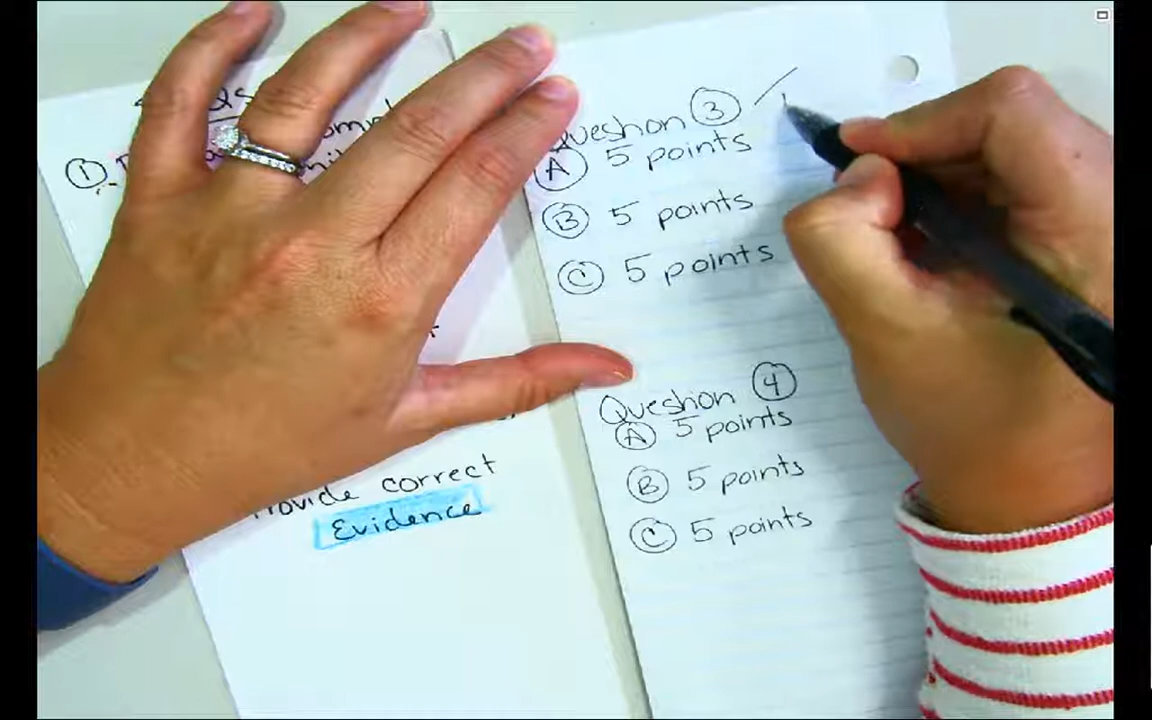 ①
Provide correct
Evidence
Question ③ /
Ⓐ 5 points
Ⓑ 5 points
Ⓒ 5 points
Question ④
Ⓐ 5 points
Ⓑ 5 points
Ⓒ 5 points